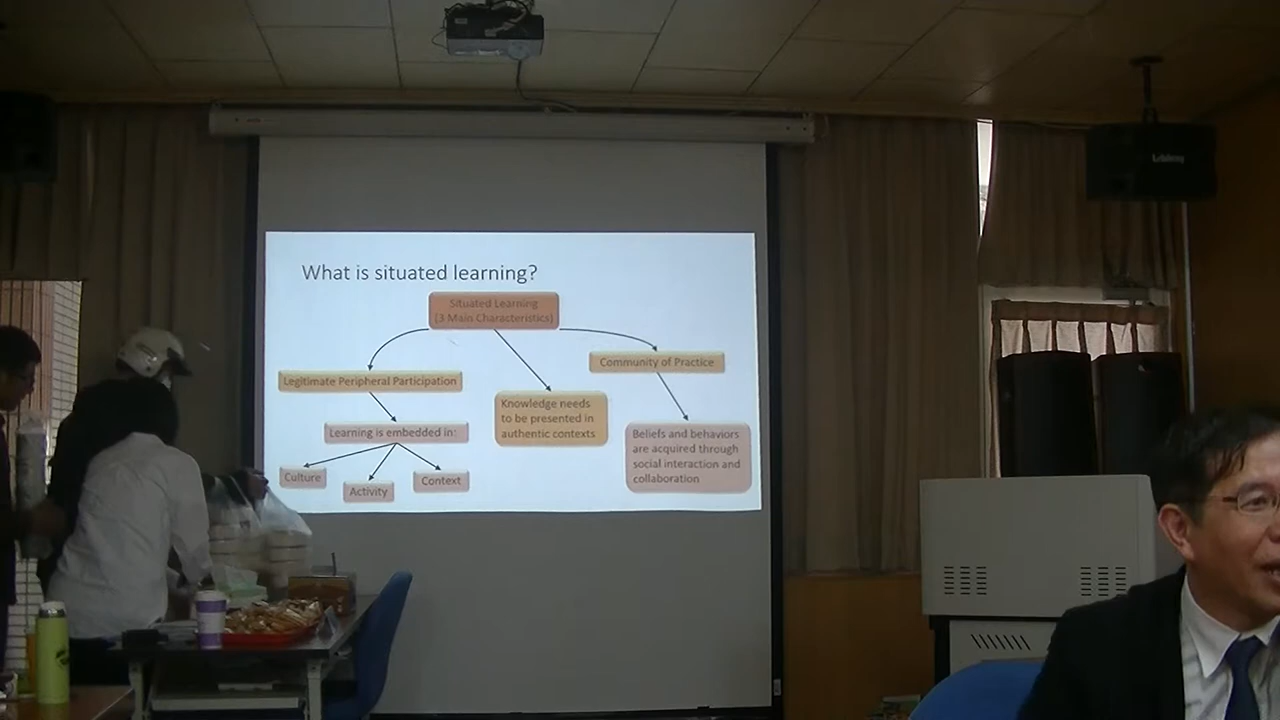 What is situated learning?
Situated Learning
(3 Main Characteristics)
Legitimate Peripheral Participation
Learning is embedded in:
Culture
Activity
Context
Knowledge needs
to be presented in
authentic contexts
Community of Practice
Beliefs and behaviors
are acquired through
social interaction and
collaboration